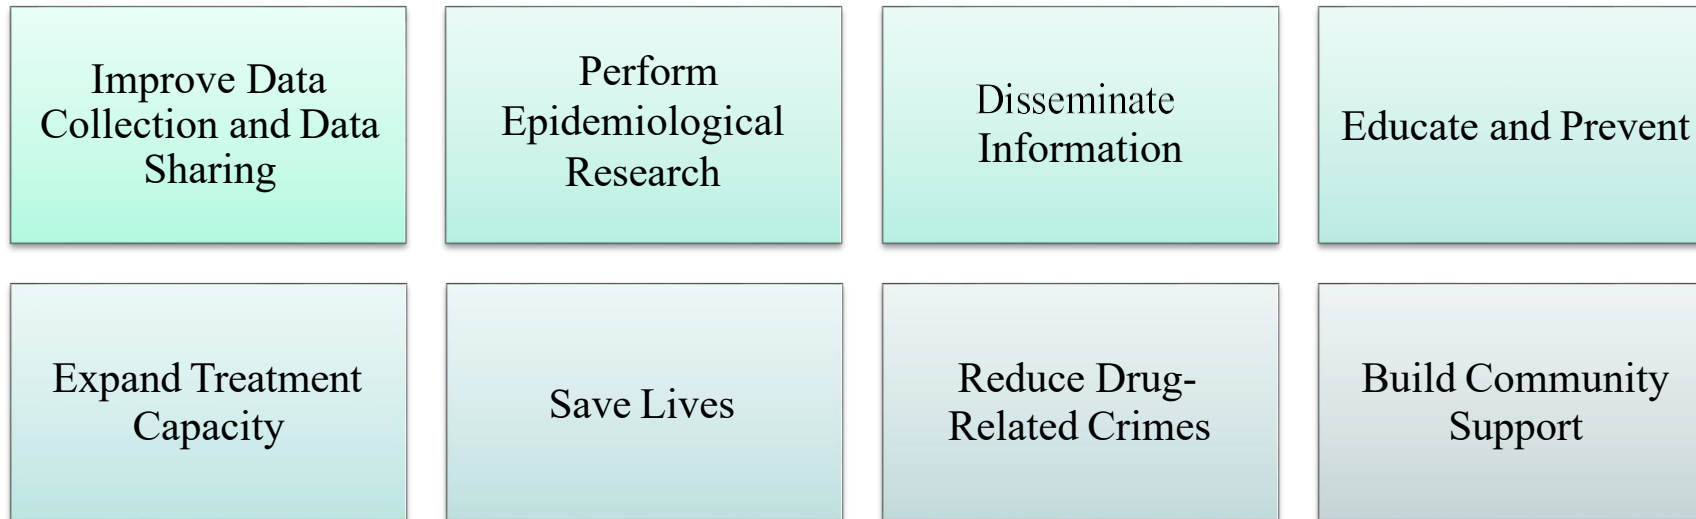 Improve Data
Collection and Data
Sharing
Perform
Epidemiological
Research
Disseminate
Information
Educate and Prevent
Expand Treatment
Capacity
Save Lives
Reduce Drug-
Related Crimes
Build Community
Support